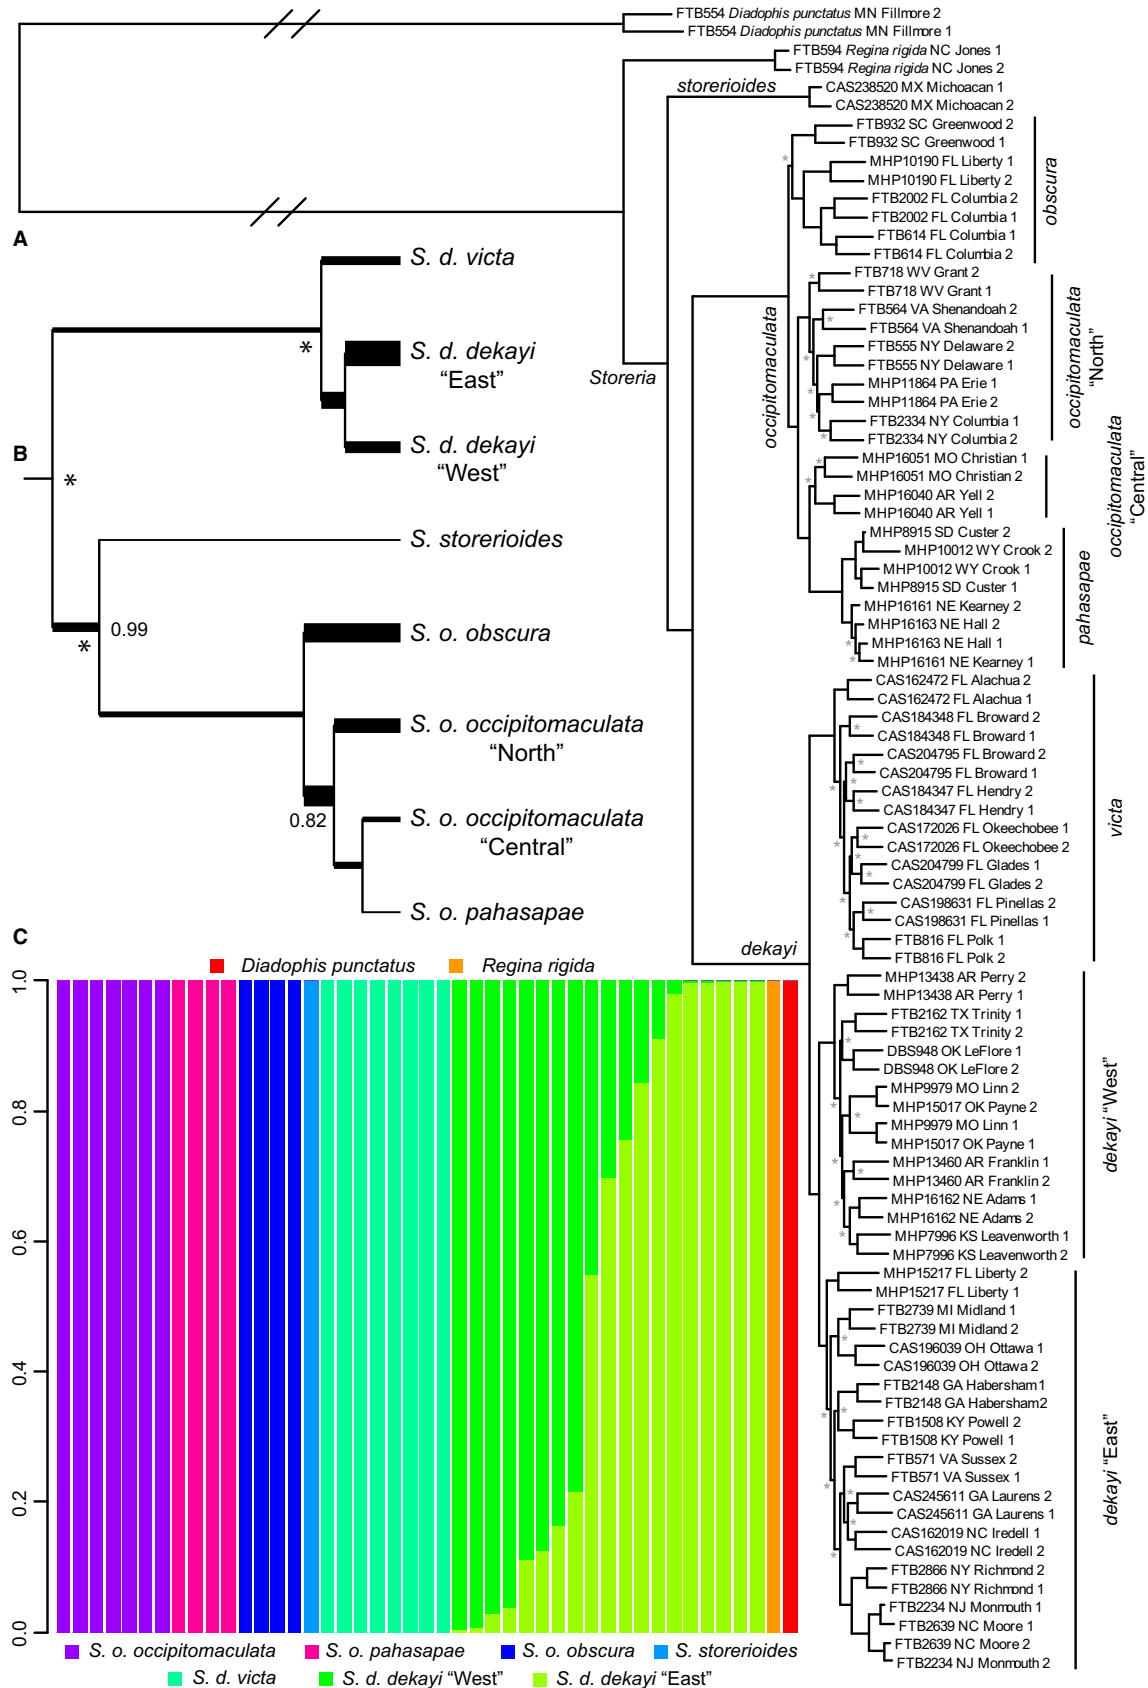 FTB554 Diadophis punctatus MN Fillmore 2
FTB554 Diadophis punctatus MN Fillmore 1
FTB594 Regina rigida NC Jones 1
FTB594 Regina rigida NC Jones 2
storerioides
CAS238520 MX Michoacan 1
CAS238520 MX Michoacan 2
FTB932 SC Greenwood 2
FTB932 SC Greenwood 1
MHP10190 FL Liberty 1
MHP10190 FL Liberty 2
FTB2002 FL Columbia 2
FTB2002 FL Columbia 1
FTB614 FL Columbia 1
FTB614 FL Columbia 2
obscura
FTB718 WV Grant 2
FTB718 WV Grant 1
FTB564 VA Shenandoah 2
FTB564 VA Shenandoah 1
FTB555 NY Delaware 2
FTB555 NY Delaware 1
MHP11864 PA Erie 1
MHP11864 PA Erie 2
FTB2334 NY Columbia 1
FTB2334 NY Columbia 2
occipitomaculata
"North"
Storeria
occipitomaculata
MHP16051 MO Christian 1
MHP16051 MO Christian 2
MHP16040 AR Yell 2
MHP16040 AR Yell 1
occipitomaculata
"Central"
MHP8915 SD Custer 2
MHP10012 WY Crook 2
MHP10012 WY Crook 1
MHP8915 SD Custer 1
MHP16161 NE Kearney 2
MHP16163 NE Hall 2
MHP16163 NE Hall 1
MHP16161 NE Kearney 1
pahasapae
CAS162472 FL Alachua 2
CAS162472 FL Alachua 1
CAS184348 FL Broward 2
CAS184348 FL Broward 1
CAS204795 FL Broward 2
CAS204795 FL Broward 1
CAS184347 FL Hendry 2
CAS184347 FL Hendry 1
CAS172026 FL Okeechobee 1
CAS172026 FL Okeechobee 2
CAS204799 FL Glades 1
CAS204799 FL Glades 2
CAS198631 FL Pinellas 2
CAS198631 FL Pinellas 1
FTB816 FL Polk 1
FTB816 FL Polk 2
victa
dekayi
MHP13438 AR Perry 2
MHP13438 AR Perry 1
FTB2162 TX Trinity 1
FTB2162 TX Trinity 2
DBS948 OK LeFlore 1
DBS948 OK LeFlore 2
MHP9979 MO Linn 2
MHP15017 OK Payne 2
MHP9979 MO Linn 1
MHP15017 OK Payne 1
MHP13460 AR Franklin 1
MHP13460 AR Franklin 2
MHP16162 NE Adams 1
MHP16162 NE Adams 2
MHP7996 KS Leavenworth 1
MHP7996 KS Leavenworth 2
dekayi "West"
MHP15217 FL Liberty 2
MHP15217 FL Liberty 1
FTB2739 MI Midland 1
FTB2739 MI Midland 2
CAS196039 OH Ottawa 1
CAS196039 OH Ottawa 2
FTB2148 GA Habersham1
FTB2148 GA Habersham2
FTB1508 KY Powell 2
FTB1508 KY Powell 1
FTB571 VA Sussex 2
FTB571 VA Sussex 1
CAS245611 GA Laurens 2
CAS245611 GA Laurens 1
CAS162019 NC Iredell 1
CAS162019 NC Iredell 2
FTB2866 NY Richmond 2
FTB2866 NY Richmond 1
FTB2234 NJ Monmouth 1
FTB2639 NC Moore 1
FTB2639 NC Moore 2
FTB2234 NJ Monmouth 2
dekayi "East"
A
S. d. victa
*
S. d. dekayi
"East"
S. d. dekayi
"West"
B
*
S. storerioides
0.99
*
S. o. obscura
S. o. occipitomaculata
"North"
0.82
S. o. occipitomaculata
"Central"
S. o. pahasapae
C
Diadophis punctatus
Regina rigida
1.0
0.8
0.6
0.4
0.2
0.0
S. o. occipitomaculata
S. o. pahasapae
S. o. obscura
S. storerioides
S. d. victa
S. d. dekayi "West"
S. d. dekayi "East"